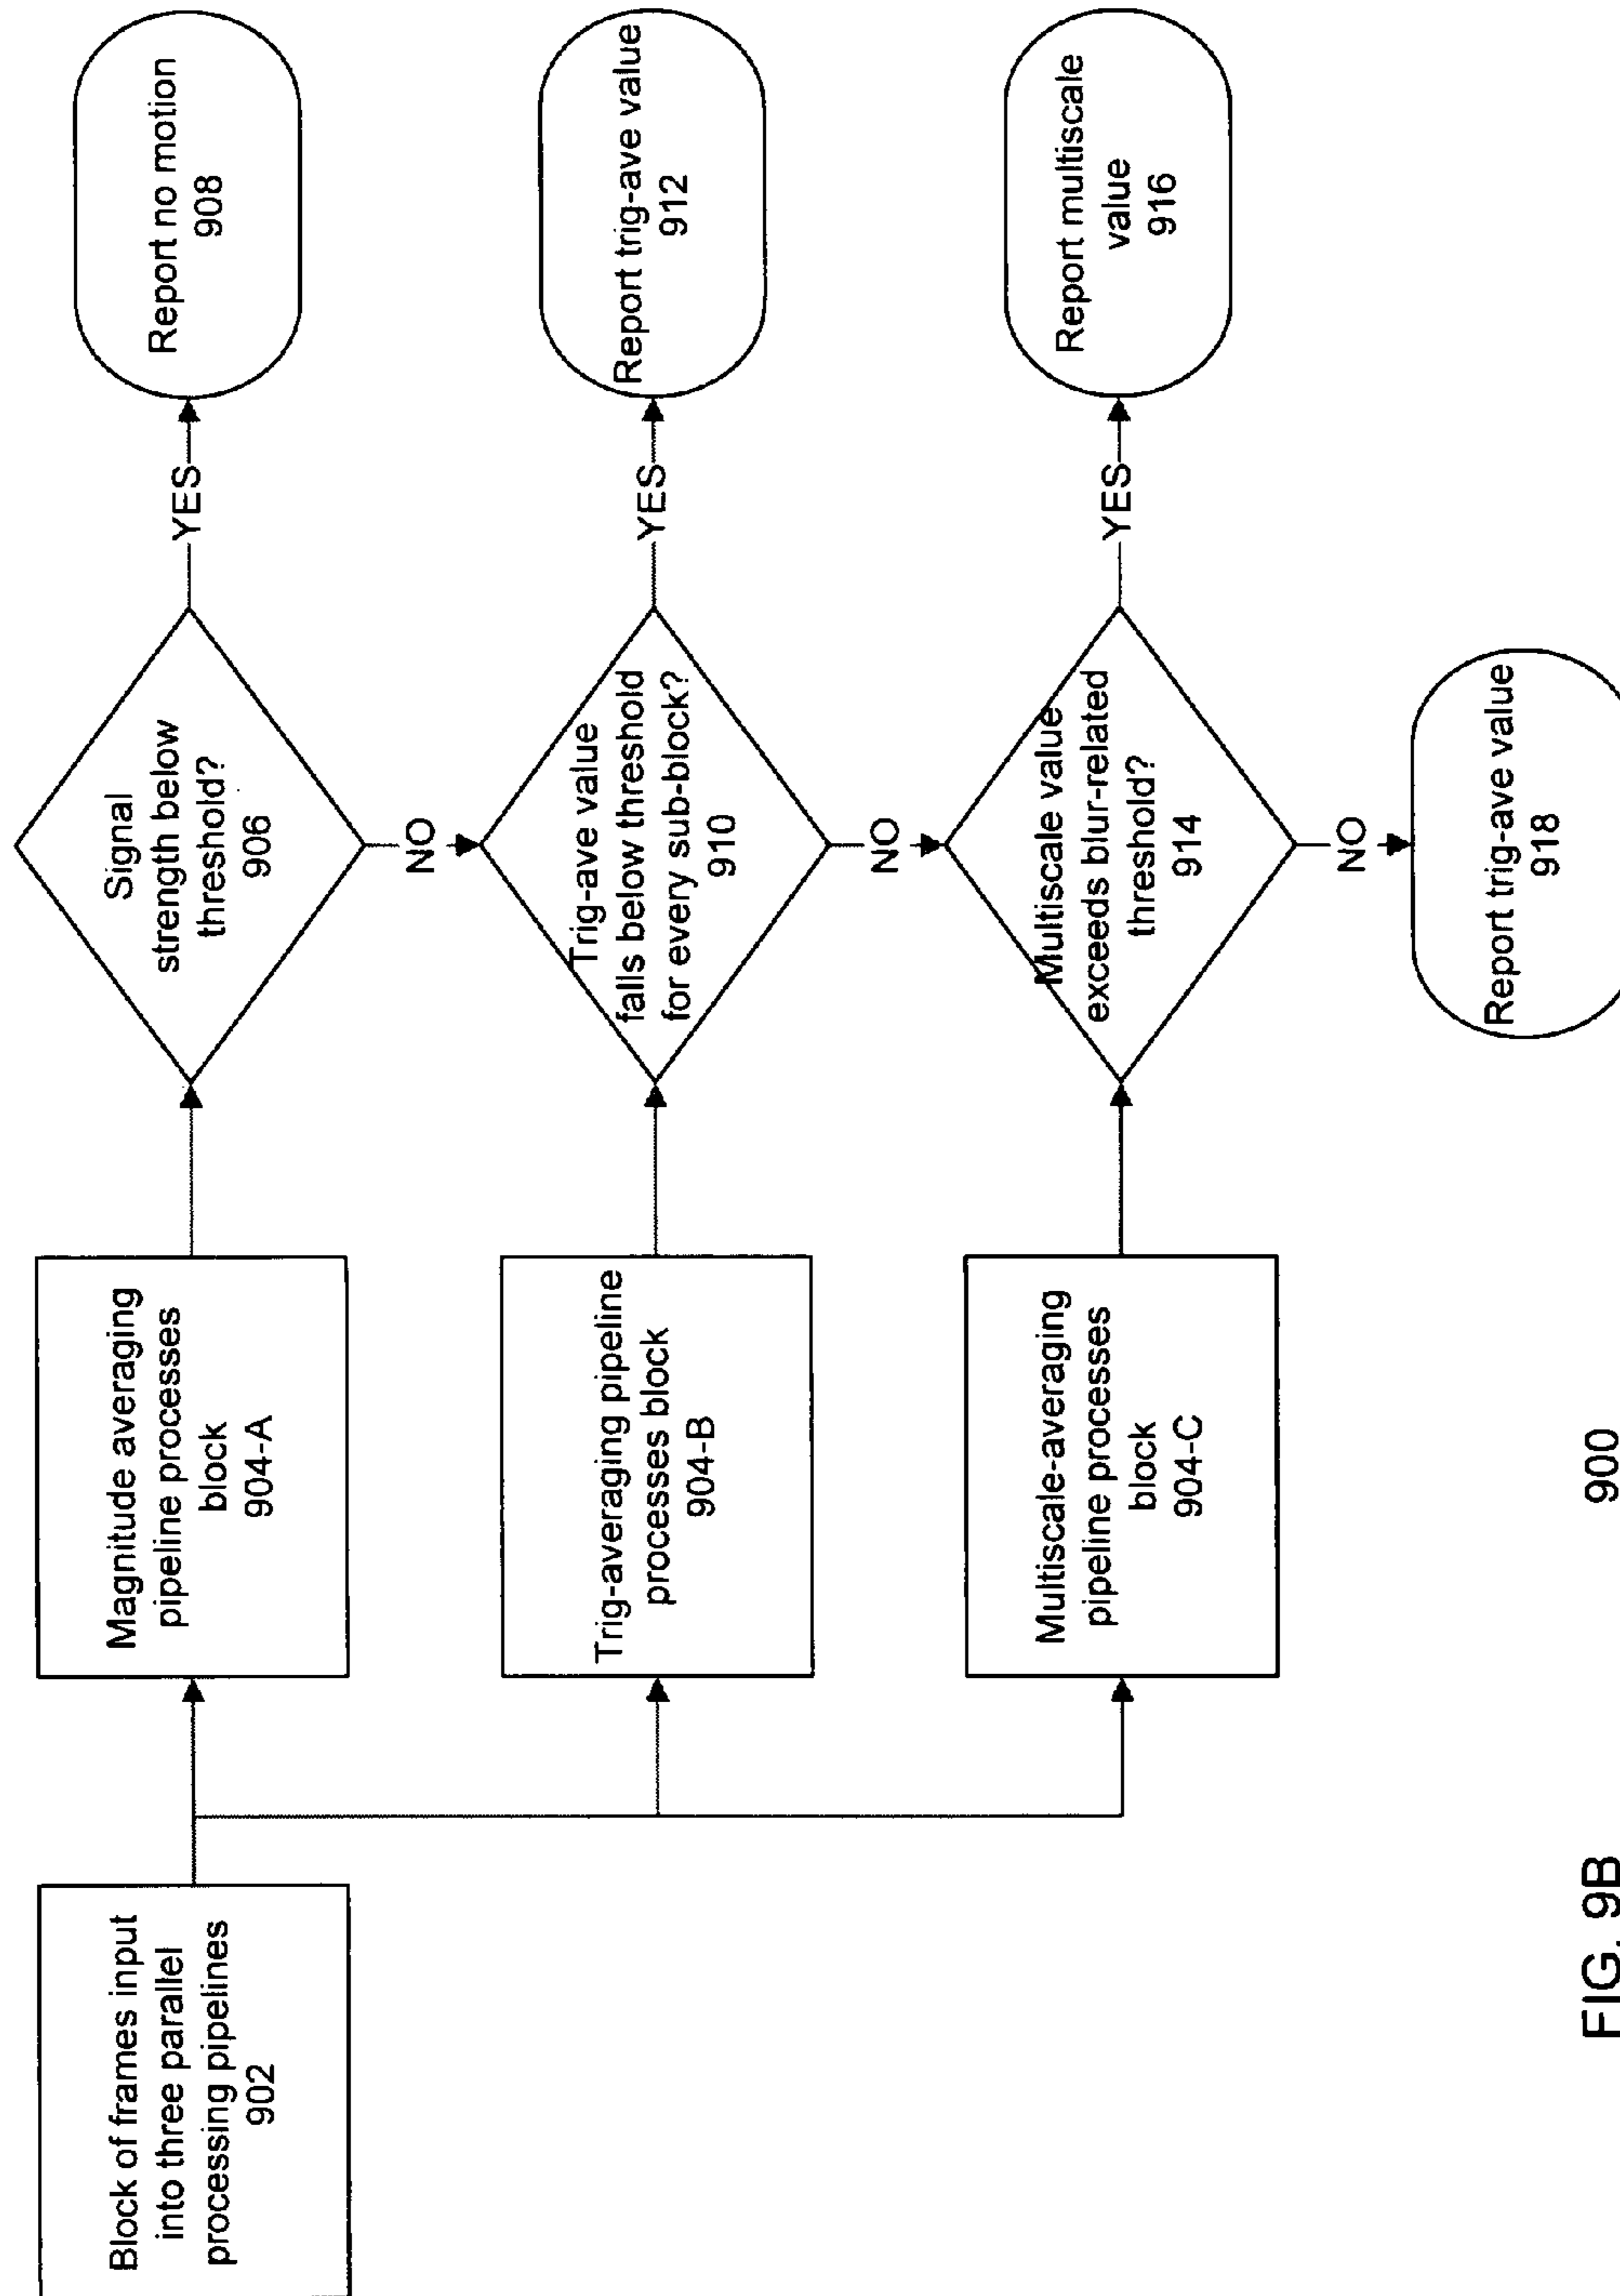 Block of frames input
into three parallel
processing pipelines
902
Magnitude averaging
pipeline processes
block
904-A
Signal
strength below
threshold?
906
YES
Report no motion
908
NO
Trig-averaging pipeline
processes block
904-B
Trig-ave value
falls below threshold
for every sub-block?
910
YES
Report trig-ave value
912
NO
Multiscale-averaging
pipeline processes
block
904-C
Multiscale value
exceeds blur-related
threshold?
914
YES
Report multiscale
value
916
NO
Report trig-ave value
918
FIG. 9B
900